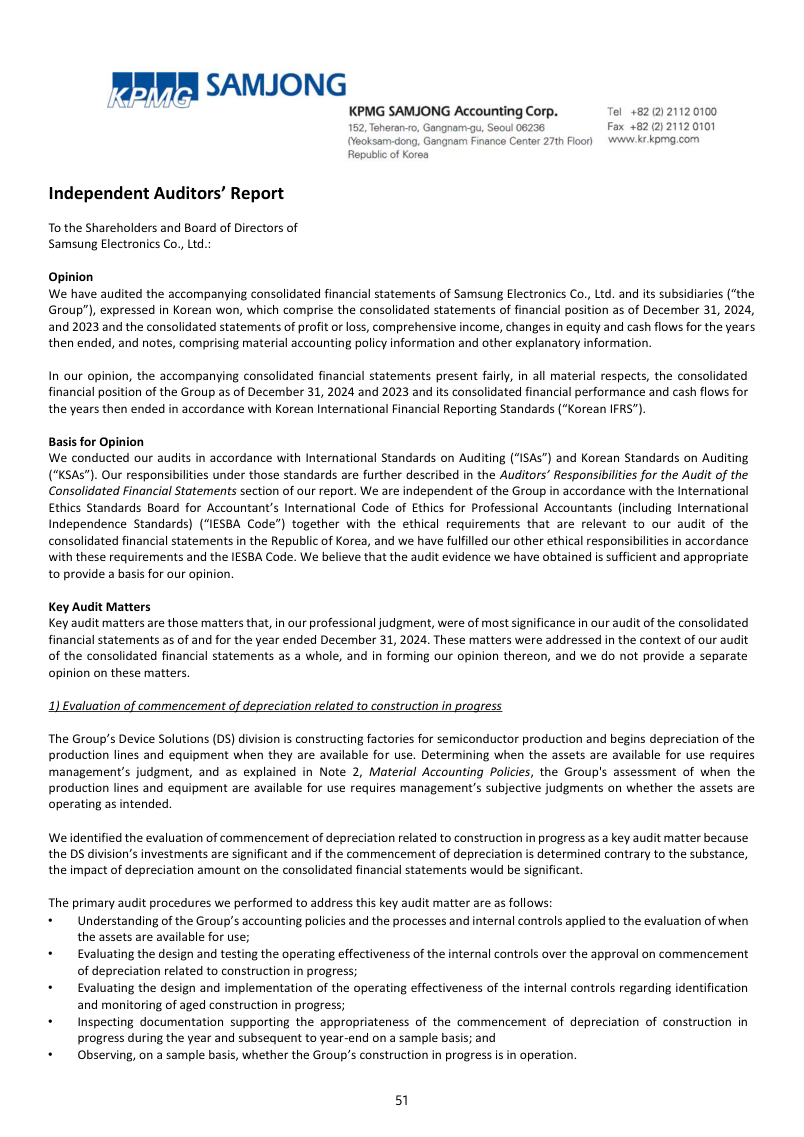 KPMG SAMJONG
KPMG SAMJONG Accounting Corp.
152, Teheran-ro, Gangnam-gu, Seoul 06236
(Yeoksam-dong, Gangnam Finance Center 27th Floor)
Republic of Korea
Tel +82 (2) 2112 0100
Fax +82 (2) 2112 0101
www.kr.kpmg.com
Independent Auditors’ Report
To the Shareholders and Board of Directors of
Samsung Electronics Co., Ltd.:
Opinion
We have audited the accompanying consolidated financial statements of Samsung Electronics Co., Ltd. and its subsidiaries (“the
Group”), expressed in Korean won, which comprise the consolidated statements of financial position as of December 31, 2024,
and 2023 and the consolidated statements of profit or loss, comprehensive income, changes in equity and cash flows for the years
then ended, and notes, comprising material accounting policy information and other explanatory information.
In our opinion, the accompanying consolidated financial statements present fairly, in all material respects, the consolidated
financial position of the Group as of December 31, 2024 and 2023 and its consolidated financial performance and cash flows for
the years then ended in accordance with Korean International Financial Reporting Standards (“Korean IFRS”).
Basis for Opinion
We conducted our audits in accordance with International Standards on Auditing (“ISAs”) and Korean Standards on Auditing
(“KSAs”). Our responsibilities under those standards are further described in the Auditors’ Responsibilities for the Audit of the
Consolidated Financial Statements section of our report. We are independent of the Group in accordance with the International
Ethics Standards Board for Accountant’s International Code of Ethics for Professional Accountants (including International
Independence Standards) (“IESBA Code”) together with the ethical requirements that are relevant to our audit of the
consolidated financial statements in the Republic of Korea, and we have fulfilled our other ethical responsibilities in accordance
with these requirements and the IESBA Code. We believe that the audit evidence we have obtained is sufficient and appropriate
to provide a basis for our opinion.
Key Audit Matters
Key audit matters are those matters that, in our professional judgment, were of most significance in our audit of the consolidated
financial statements as of and for the year ended December 31, 2024. These matters were addressed in the context of our audit
of the consolidated financial statements as a whole, and in forming our opinion thereon, and we do not provide a separate
opinion on these matters.
1) Evaluation of commencement of depreciation related to construction in progress
The Group’s Device Solutions (DS) division is constructing factories for semiconductor production and begins depreciation of the
production lines and equipment when they are available for use. Determining when the assets are available for use requires
management’s judgment, and as explained in Note 2, Material Accounting Policies, the Group's assessment of when the
production lines and equipment are available for use requires management’s subjective judgments on whether the assets are
operating as intended.
We identified the evaluation of commencement of depreciation related to construction in progress as a key audit matter because
the DS division’s investments are significant and if the commencement of depreciation is determined contrary to the substance,
the impact of depreciation amount on the consolidated financial statements would be significant.
The primary audit procedures we performed to address this key audit matter are as follows:
• Understanding of the Group’s accounting policies and the processes and internal controls applied to the evaluation of when
the assets are available for use;
• Evaluating the design and testing the operating effectiveness of the internal controls over the approval on commencement
of depreciation related to construction in progress;
• Evaluating the design and implementation of the operating effectiveness of the internal controls regarding identification
and monitoring of aged construction in progress;
• Inspecting documentation supporting the appropriateness of the commencement of depreciation of construction in
progress during the year and subsequent to year-end on a sample basis; and
• Observing, on a sample basis, whether the Group’s construction in progress is in operation.
51